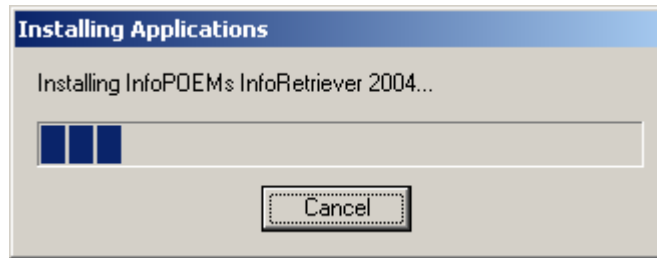 Installing Applications
Installing InfoPOEMs InfoRetriever 2004...
Cancel